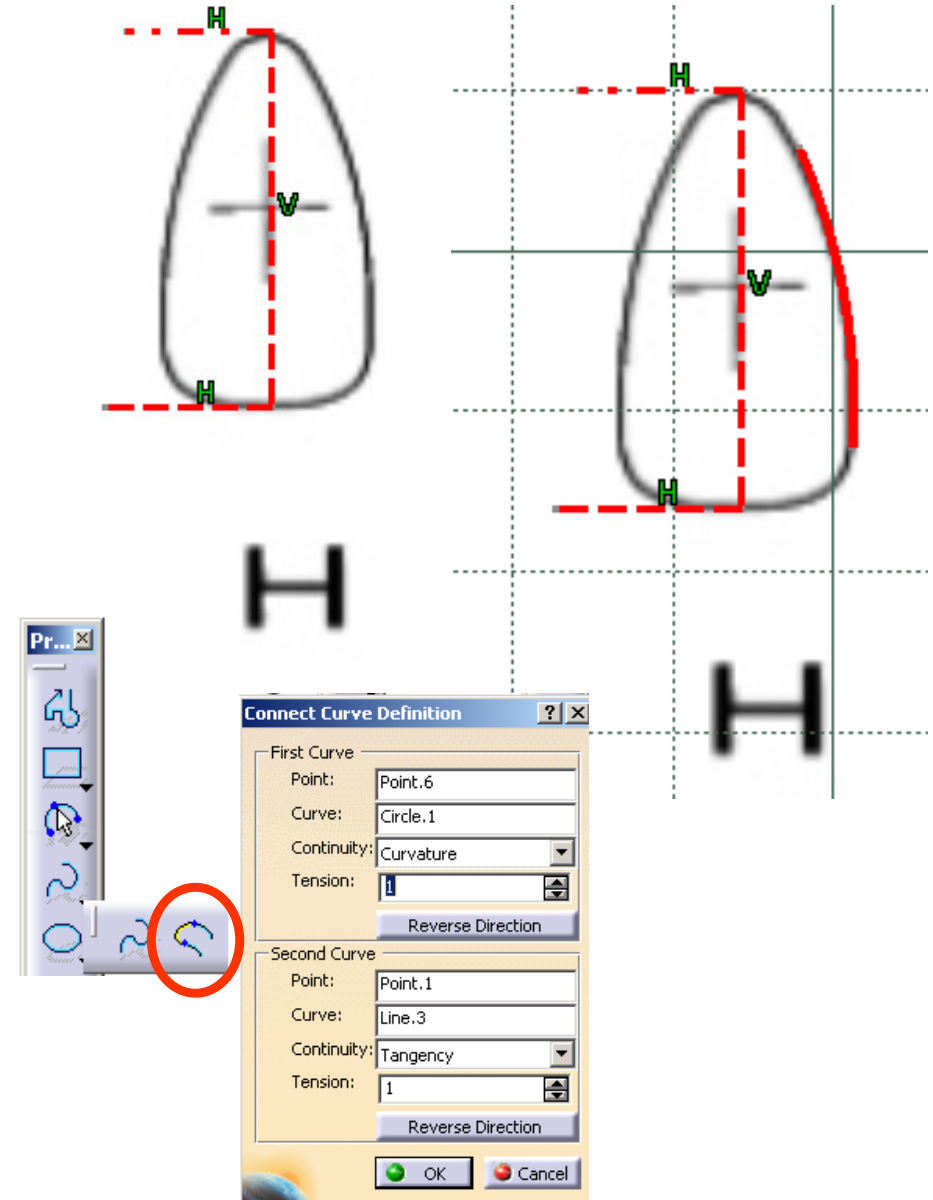 H
H
V
V
H
H
H
H
Pr...
Connect Curve Definition
First Curve
Point: Point.6
Curve: Circle.1
Continuity: Curvature
Tension: 1
Reverse Direction
Second Curve
Point: Point.1
Curve: Line.3
Continuity: Tangency
Tension: 1
Reverse Direction
OK Cancel